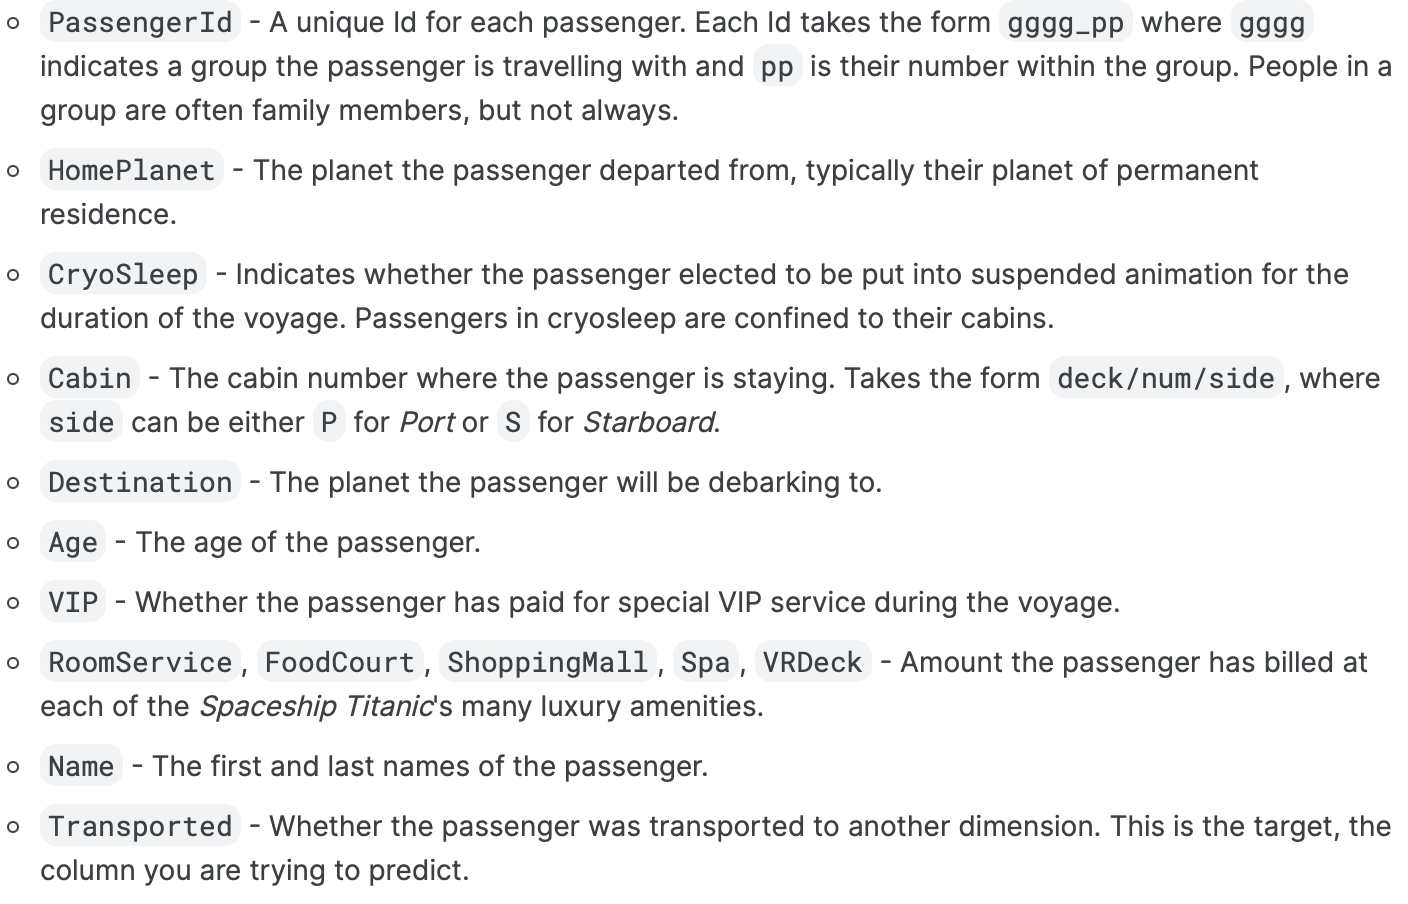 PassengerId - A unique Id for each passenger. Each Id takes the form gggg_pp where gggg
indicates a group the passenger is travelling with and pp is their number within the group. People in a
group are often family members, but not always.
HomePlanet - The planet the passenger departed from, typically their planet of permanent
residence.
CryoSleep - Indicates whether the passenger elected to be put into suspended animation for the
duration of the voyage. Passengers in cryosleep are confined to their cabins.
Cabin - The cabin number where the passenger is staying. Takes the form deck/num/side, where
side can be either P for Port or S for Starboard.
Destination - The planet the passenger will be debarking to.
Age - The age of the passenger.
VIP - Whether the passenger has paid for special VIP service during the voyage.
RoomService, FoodCourt, ShoppingMall, Spa, VRDeck - Amount the passenger has billed at
each of the Spaceship Titanic's many luxury amenities.
Name - The first and last names of the passenger.
Transported - Whether the passenger was transported to another dimension. This is the target, the
column you are trying to predict.